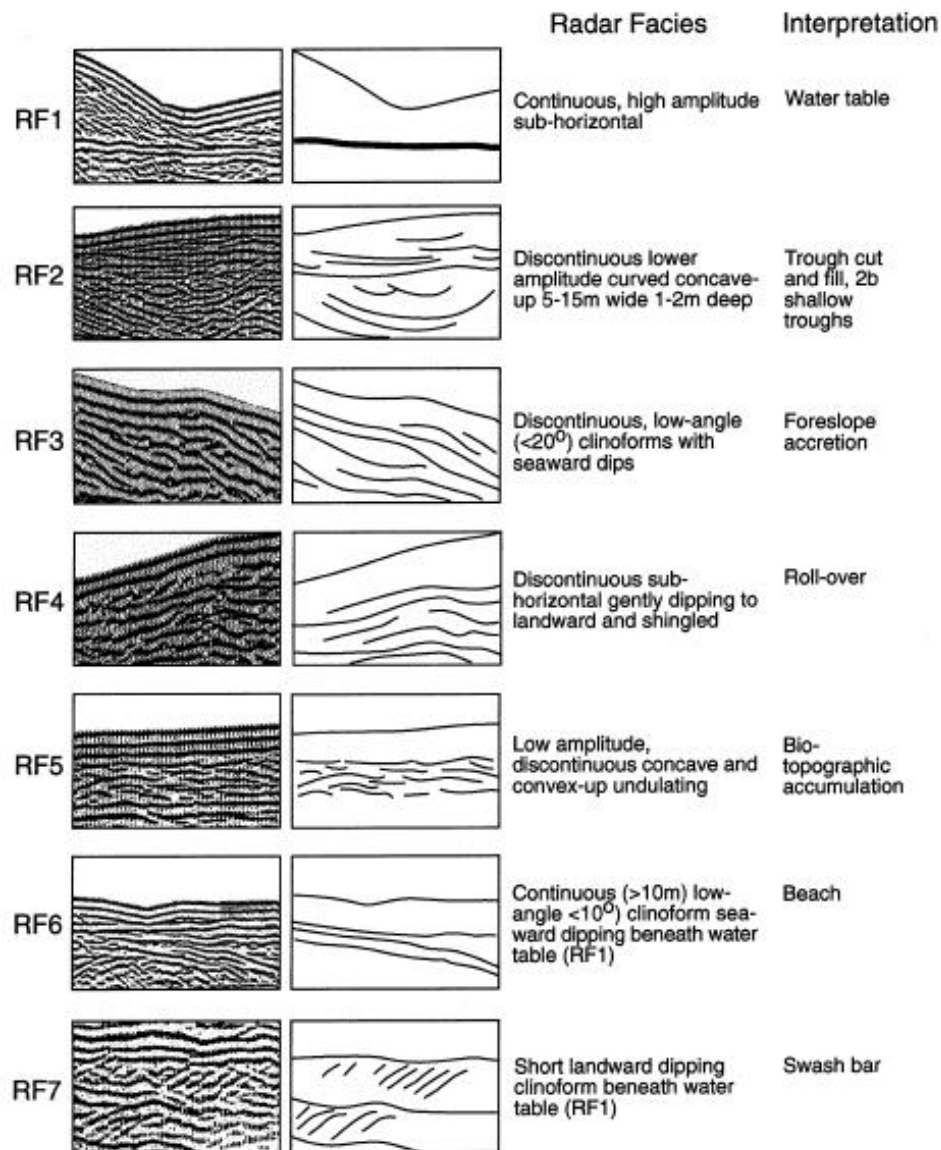 Radar Facies Interpretation
RF1
Continuous, high amplitude
sub-horizontal
Water table
RF2
Discontinuous lower
amplitude curved concave-
up 5-15m wide 1-2m deep
Trough cut
and fill, 2b
shallow
troughs
RF3
Discontinuous, low-angle
(<20⁰) clinoforms with
seaward dips
Foreslope
accretion
RF4
Discontinuous sub-
horizontal gently dipping to
landward and shingled
Roll-over
RF5
Low amplitude,
discontinuous concave and
convex-up undulating
Bio-
topographic
accumulation
RF6
Continuous (>10m) low-
angle <10⁰) clinoform sea-
ward dipping beneath water
table (RF1)
Beach
RF7
Short landward dipping
clinoform beneath water
table (RF1)
Swash bar